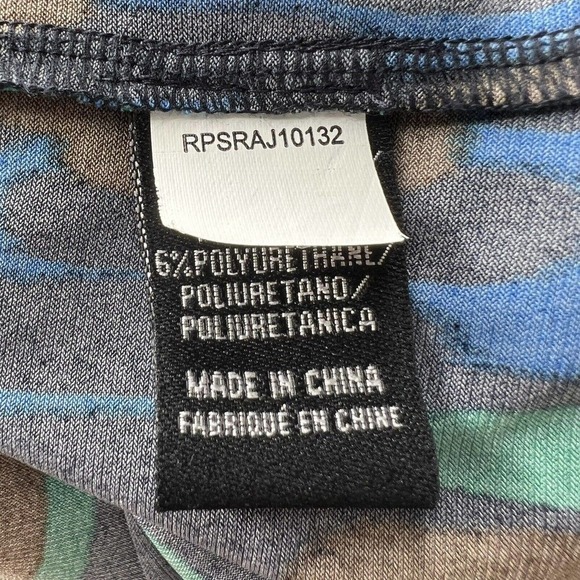 RPSRAJ10132
6% POLYURETHANE/
POLIURETANO/
POLIURETANICA
MADE IN CHINA
FABRIQUÉ EN CHINE